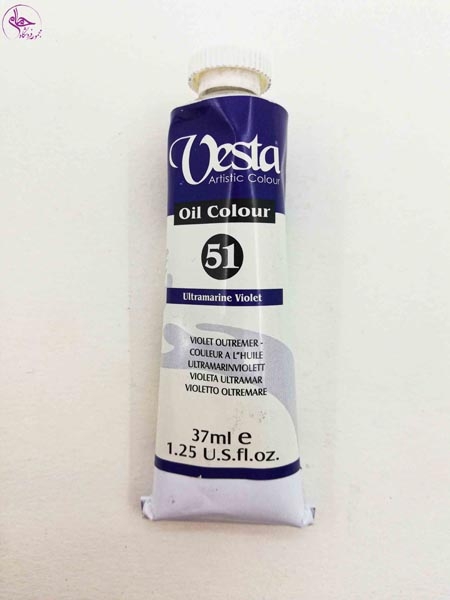 Vesta
Artistic Colour
Oil Colour
51
Ultramarine Violet
VIOLET OUTREMER -
COULEUR A L"HUILE
ULTRAMARINVIOLETT
VIOLETA ULTRAMAR
VIOLETTO OLTREMARE
37ml e
1.25 U.S.fl.oz.